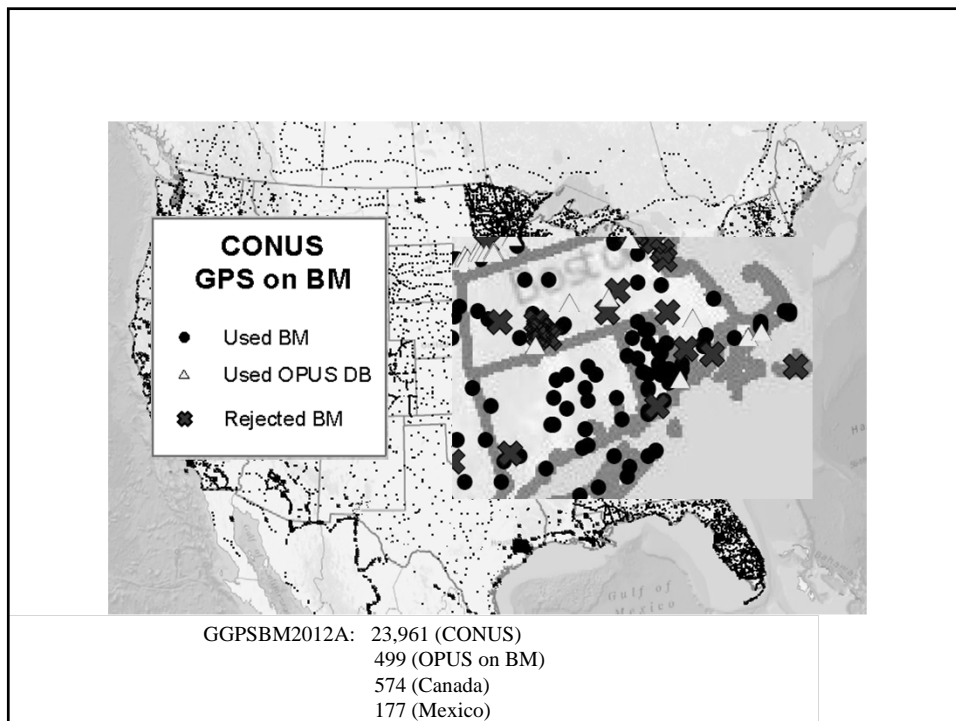 CONUS
GPS on BM
Used BM
Used OPUS DB
Rejected BM
Gulf of
Mexico
GGPSBM2012A: 23,961 (CONUS)
499 (OPUS on BM)
574 (Canada)
177 (Mexico)